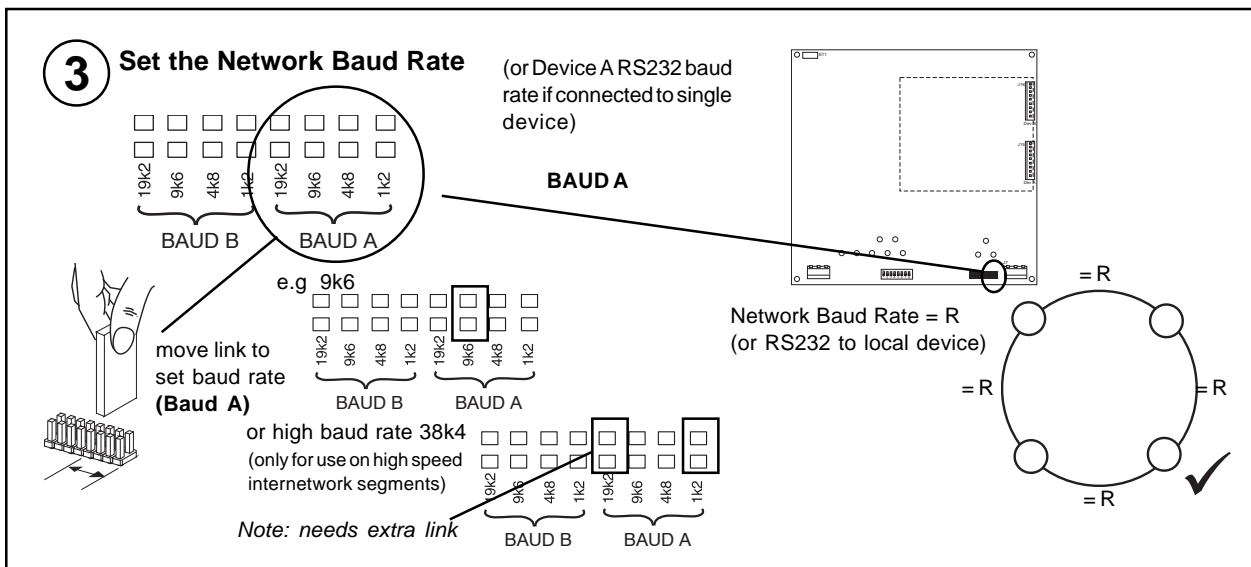 3 Set the Network Baud Rate
(or Device A RS232 baud
rate if connected to single
device)
19k2 9k6 4k8 1k2 19k2 9k6 4k8 1k2
BAUD B BAUD A
BAUD A
e.g 9k6
19k2 9k6 4k8 1k2 19k2 9k6 4k8 1k2
BAUD B BAUD A
move link to
set baud rate
(Baud A)
or high baud rate 38k4
(only for use on high speed
internetwork segments)
Note: needs extra link
19k2 9k6 4k8 1k2 19k2 9k6 4k8 1k2
BAUD B BAUD A
Network Baud Rate = R
(or RS232 to local device)
= R
= R
= R
= R